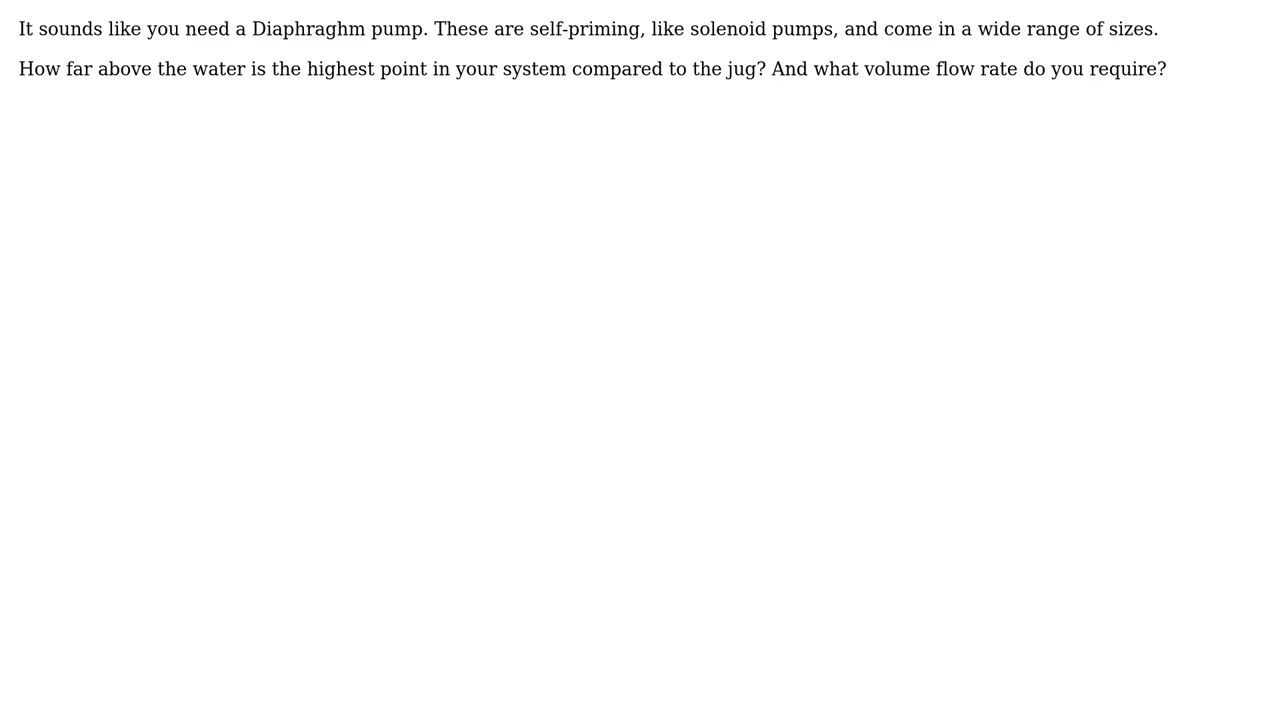 It sounds like you need a Diaphraghm pump. These are self-priming, like solenoid pumps, and come in a wide range of sizes.
How far above the water is the highest point in your system compared to the jug? And what volume flow rate do you require?